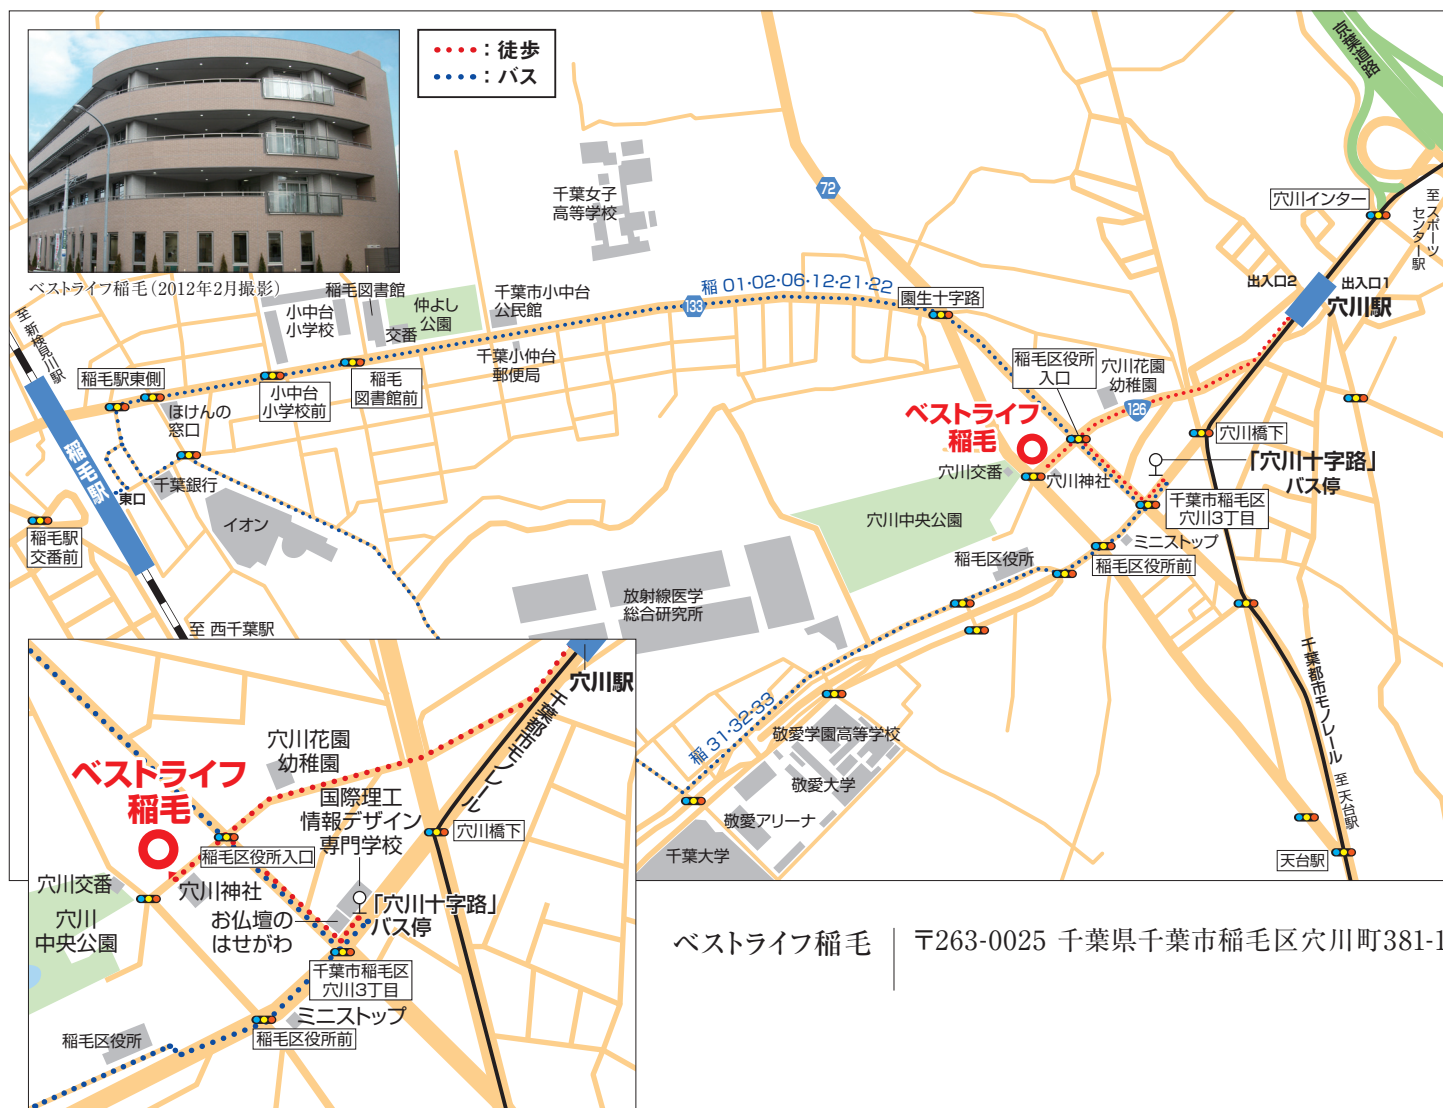 ：徒歩
：バス
ベストライフ稲毛（2012年2月撮影）
京葉道路
穴川インター
至スポーツ
センター駅
出入口2
出入口1
穴川駅
72
千葉女子
高等学校
稲 01・02・06・12・21・22
133
園生十字路
稲毛図書館
小中台
小学校
交番
仲よし
公園
千葉市小中台
公民館
千葉小仲台
郵便局
至 新検見川駅
稲毛駅東側
小中台
小学校前
稲毛
図書館前
ほけんの
窓口
稲毛区役所
入口
穴川花園
幼稚園
126
ベストライフ
稲毛
穴川橋下
「穴川十字路」
バス停
穴川交番
穴川神社
稲毛駅
東口
千葉銀行
イオン
稲毛駅
交番前
穴川中央公園
千葉市稲毛区
穴川3丁目
ミニストップ
稲毛区役所
稲毛区役所前
放射線医学
総合研究所
至 西千葉駅
千葉都市モノレール
至 天台駅
稲 31・32・33
敬愛学園高等学校
敬愛大学
敬愛アリーナ
千葉大学
天台駅
穴川駅
千葉都市モノレール
穴川花園
幼稚園
ベストライフ
稲毛
国際理工
情報デザイン
専門学校
穴川橋下
稲毛区役所入口
穴川交番
穴川神社
穴川
中央公園
お仏壇の
はせがわ
「穴川十字路」
バス停
千葉市稲毛区
穴川3丁目
ミニストップ
稲毛区役所
稲毛区役所前
ベストライフ稲毛
〒263-0025 千葉県千葉市稲毛区穴川町381-1